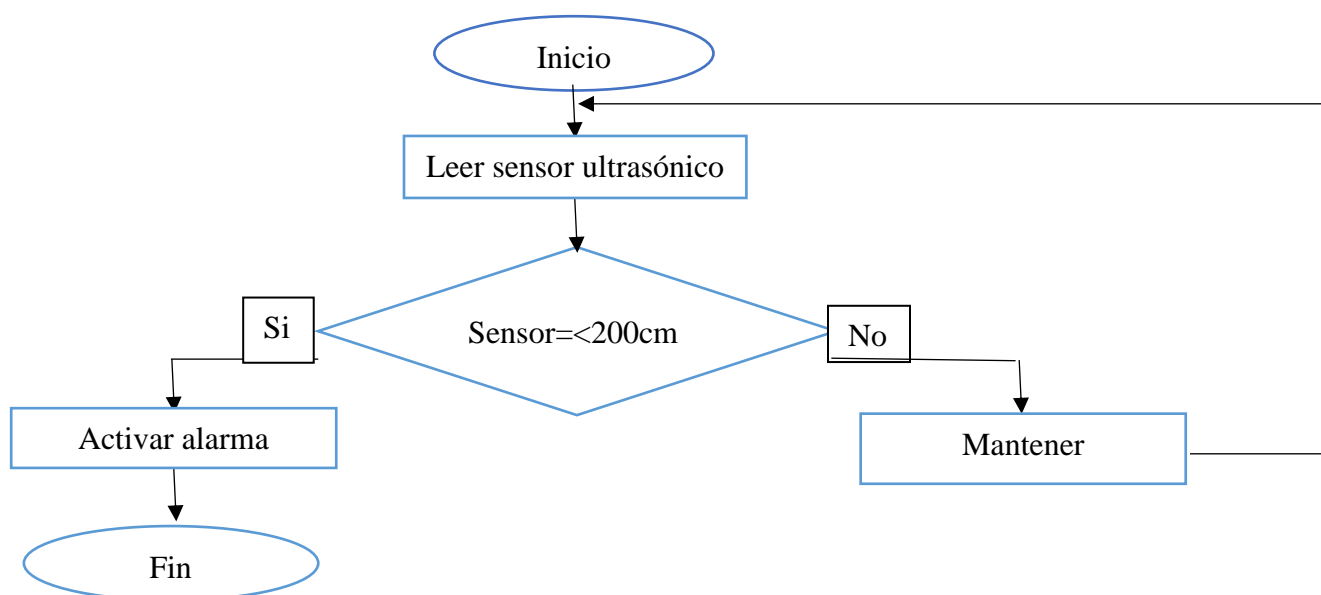 Inicio
Leer sensor ultrasónico
Si
Sensor=<200cm
No
Activar alarma
Mantener
Fin